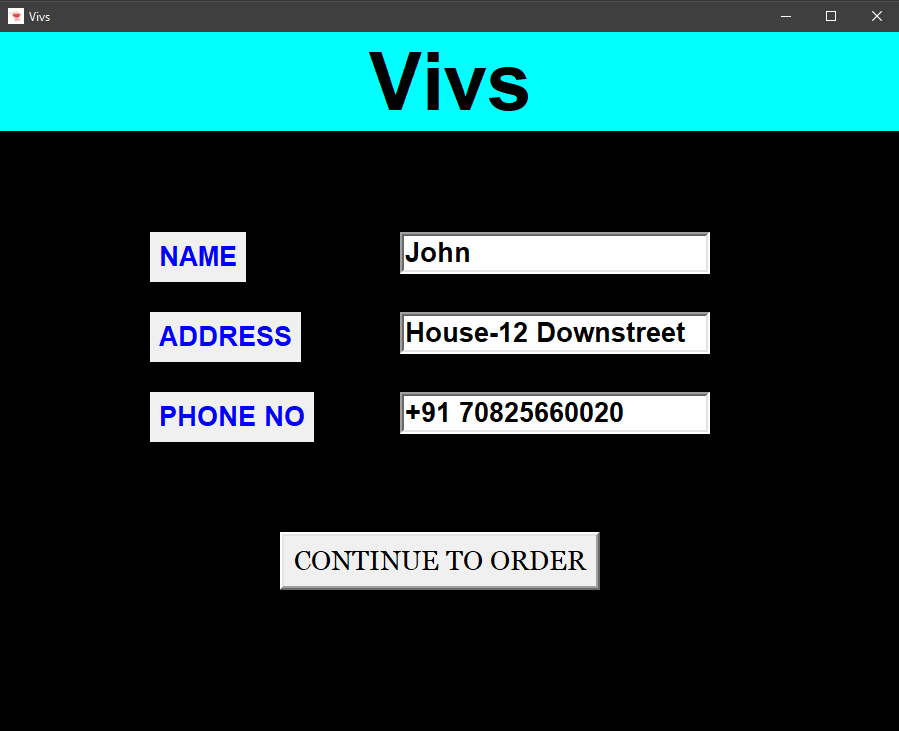 Vivs
Vivs
NAME
John
ADDRESS
House-12 Downstreet
PHONE NO
+91 70825660020
CONTINUE TO ORDER